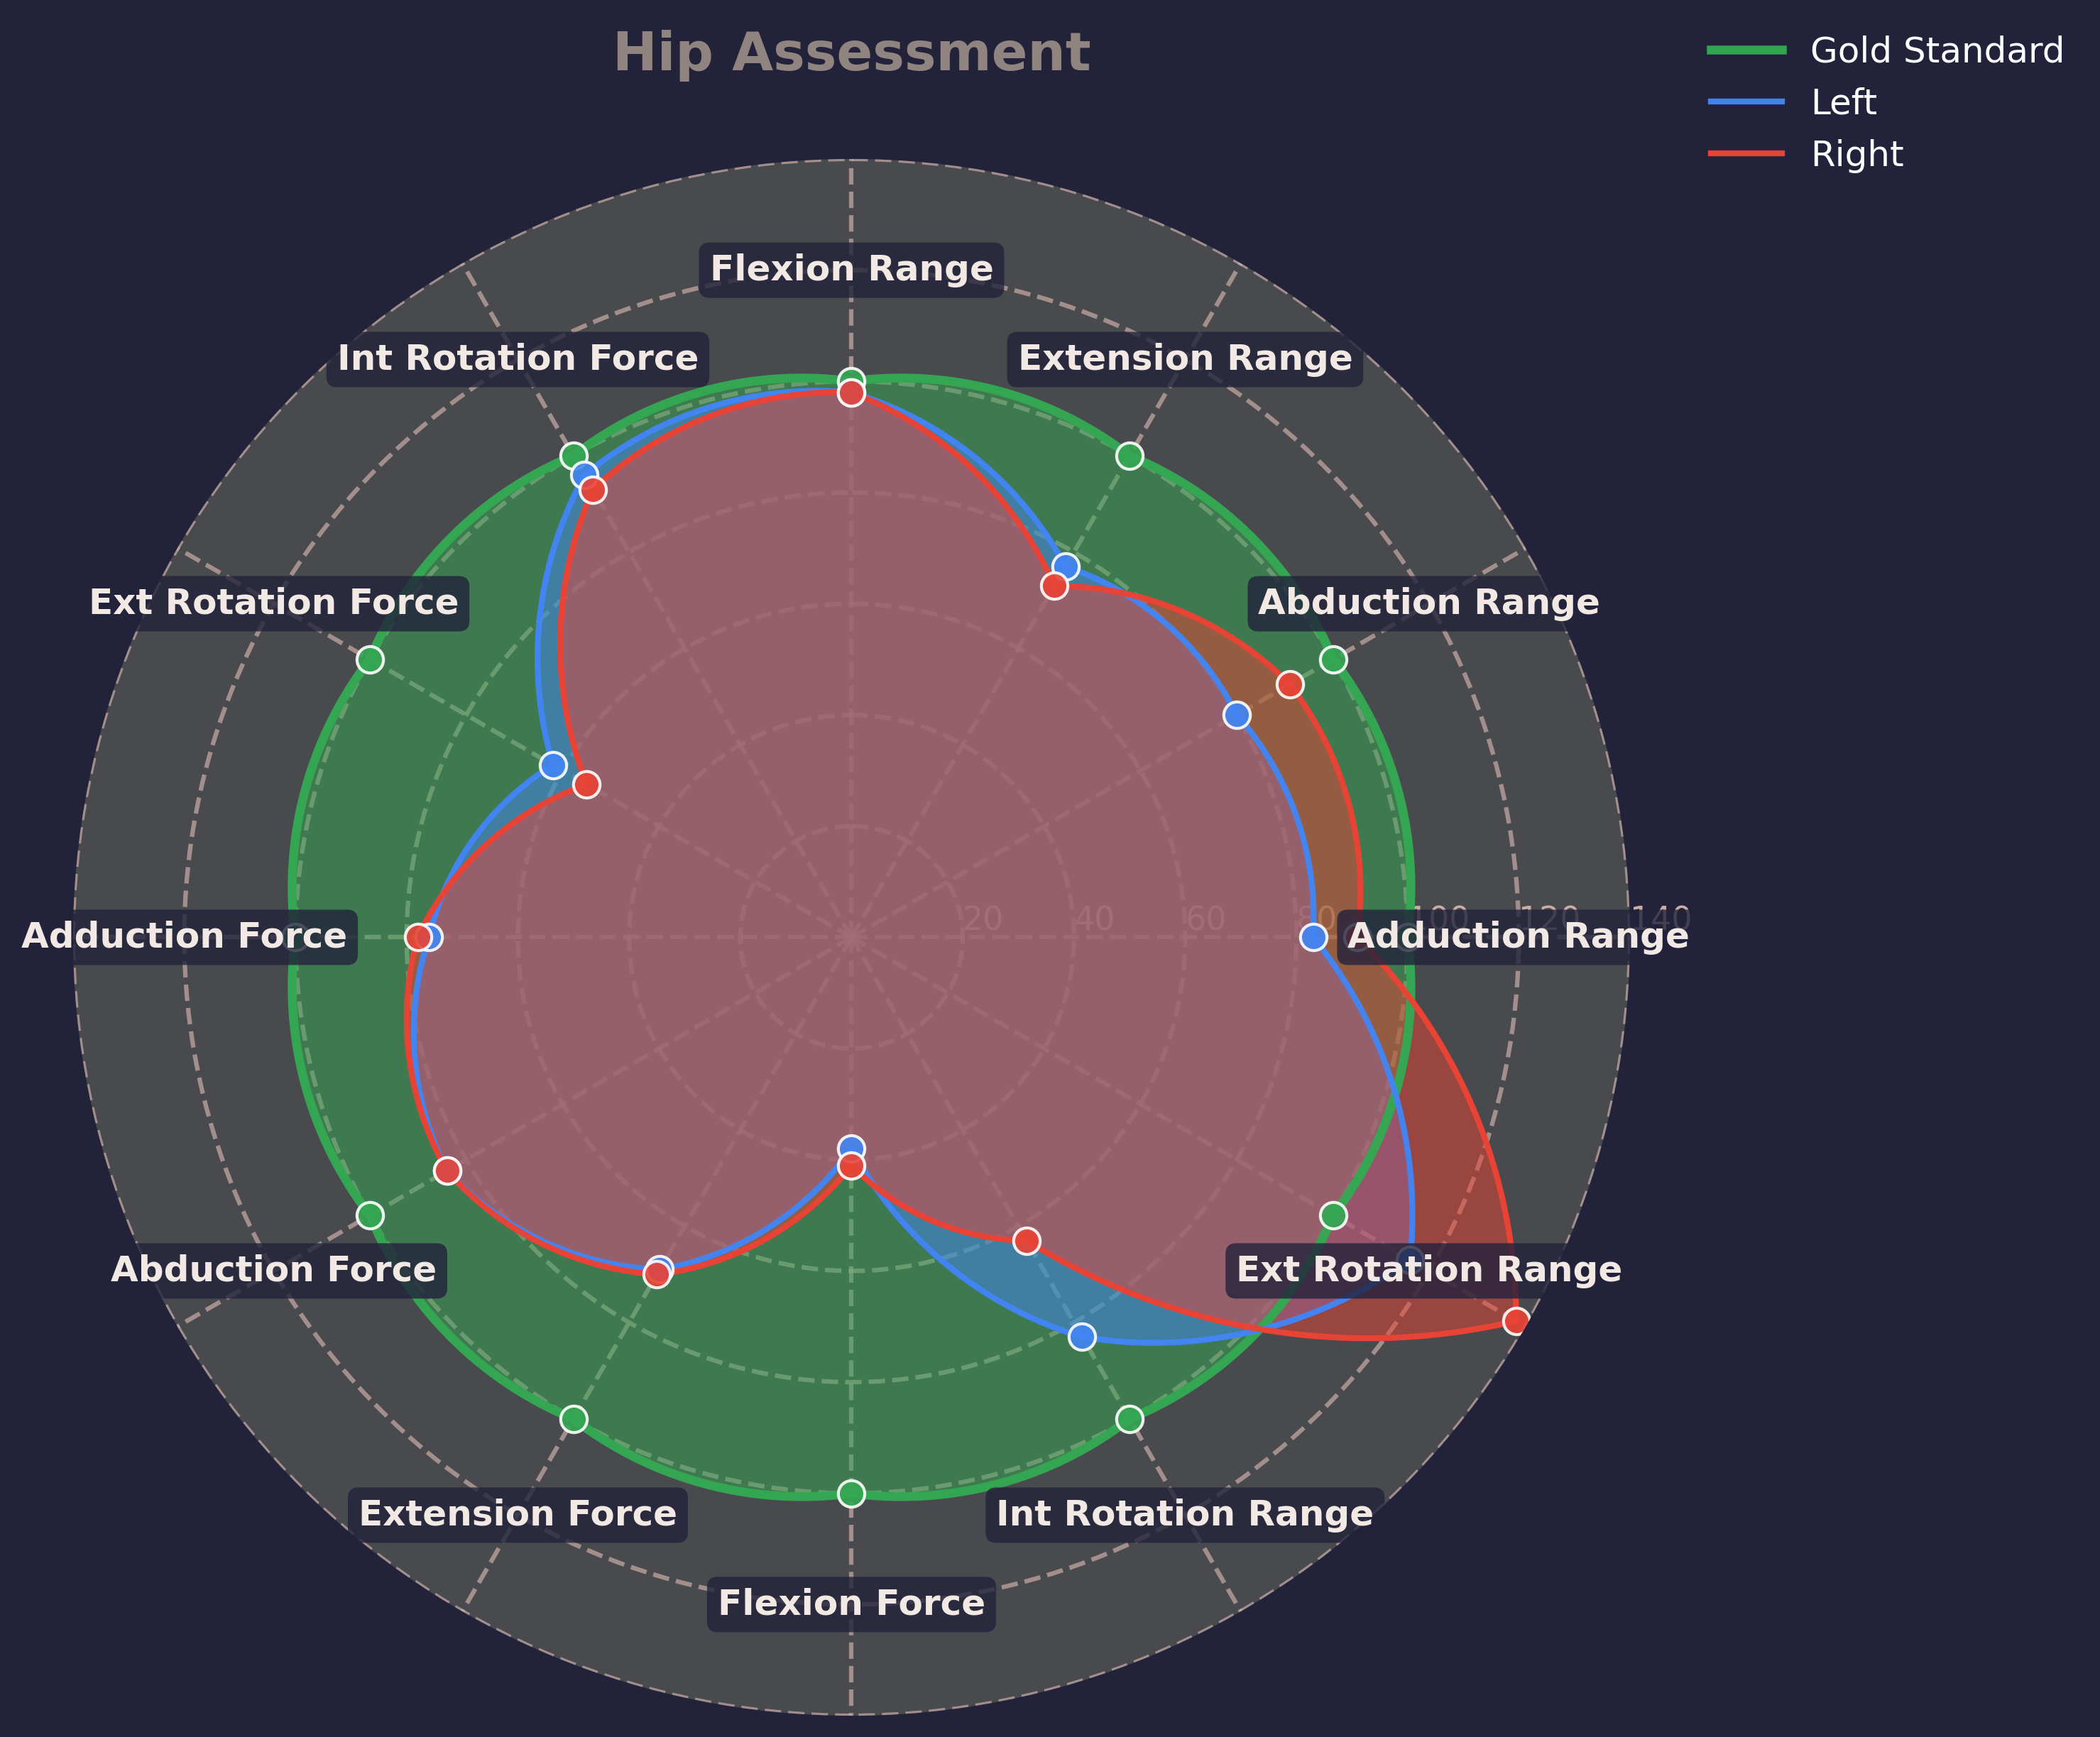 Hip Assessment
Gold Standard
Left
Right
Flexion Range
Int Rotation Force
Extension Range
Ext Rotation Force
Abduction Range
20
40
60
80
100
120
140
Adduction Force
Adduction Range
Abduction Force
Ext Rotation Range
Extension Force
Int Rotation Range
Flexion Force